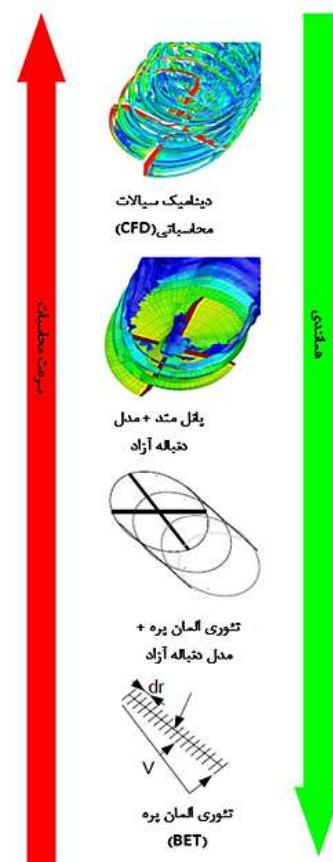 دینامیک سیالات
محاسباتی(CFD)
سرعت محاسبات
همانندی
پانل متد + مدل
دنباله آزاد
تئوری المان پره +
مدل دنباله آزاد
dr
V
تئوری المان پره
(BET)